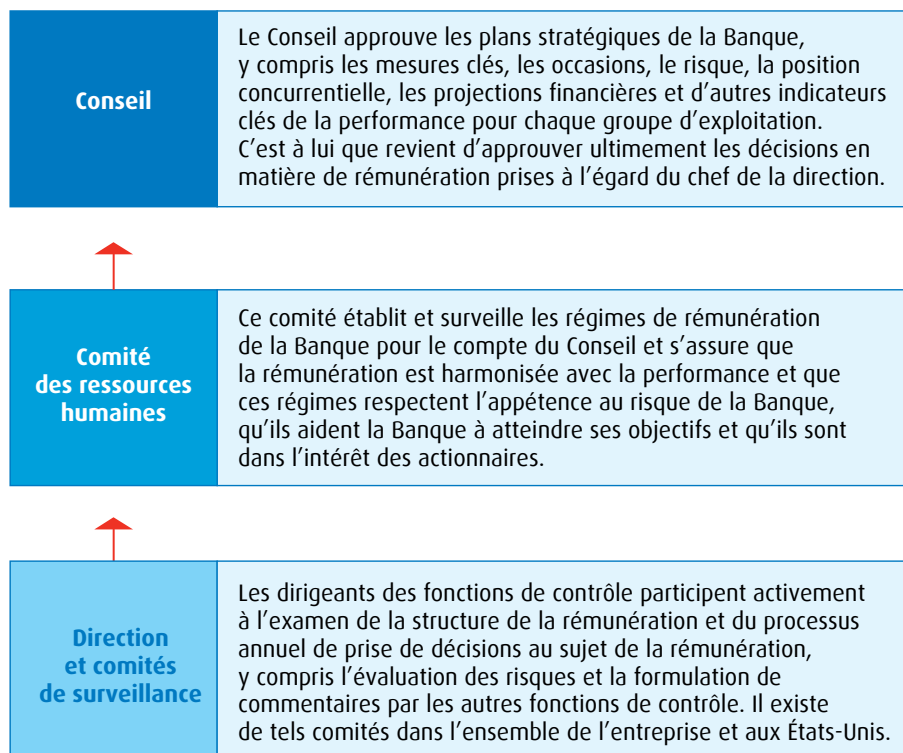 Conseil
Le Conseil approuve les plans stratégiques de la Banque,
y compris les mesures clés, les occasions, le risque, la position
concurrentielle, les projections financières et d'autres indicateurs
clés de la performance pour chaque groupe d'exploitation.
C'est à lui que revient d'approuver ultimement les décisions en
matière de rémunération prises à l'égard du chef de la direction.
Comité
des ressources
humaines
Ce comité établit et surveille les régimes de rémunération
de la Banque pour le compte du Conseil et s'assure que
la rémunération est harmonisée avec la performance et que
ces régimes respectent l'appétence au risque de la Banque,
qu'ils aident la Banque à atteindre ses objectifs et qu'ils sont
dans l'intérêt des actionnaires.
Direction
et comités
de surveillance
Les dirigeants des fonctions de contrôle participent activement
à l'examen de la structure de la rémunération et du processus
annuel de prise de décisions au sujet de la rémunération,
y compris l'évaluation des risques et la formulation de
commentaires par les autres fonctions de contrôle. Il existe
de tels comités dans l'ensemble de l'entreprise et aux États-Unis.